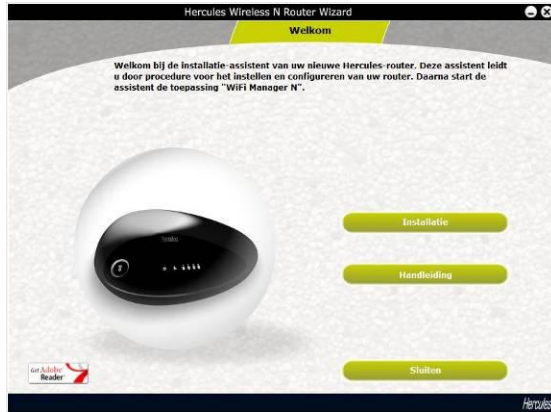 Hercules Wireless N Router Wizard
Welkom
Welkom bij de installatie-assistent van uw nieuwe Hercules-router. Deze assistent leidt
u door procedure voor het instellen en configureren van uw router. Daarna start de
assistent de toepassing "WiFi Manager N".
Hercules
Installatie
Handleiding
Get Adobe
Reader
Sluiten
Hercules